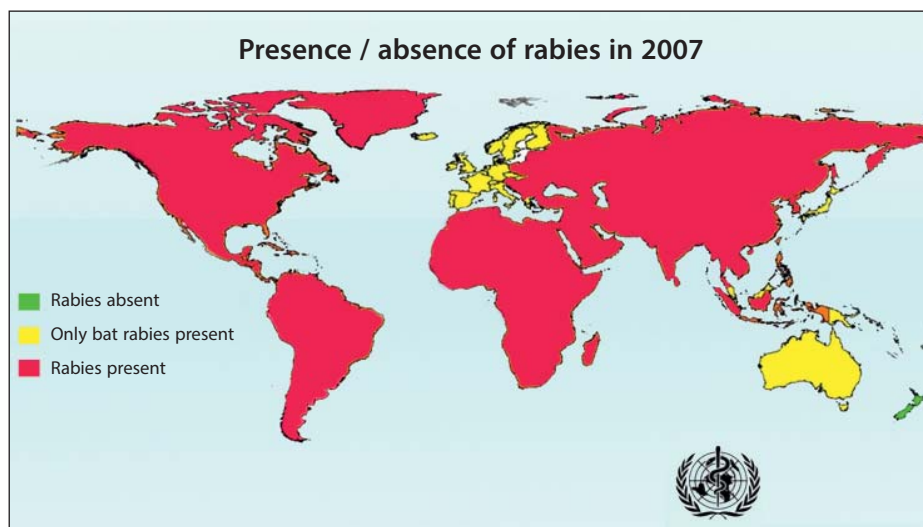 Presence / absence of rabies in 2007
Rabies absent
Only bat rabies present
Rabies present